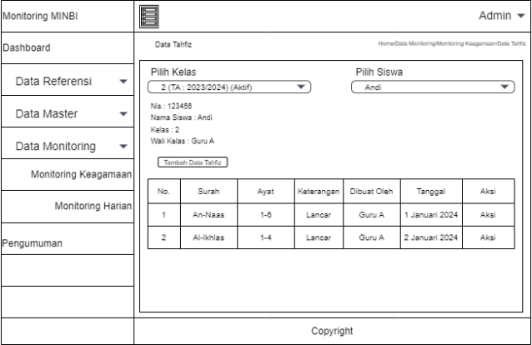 Monitoring MINBI
Admin
Dashboard
Data Referensi
Data Master
Data Monitoring
Monitoring Keagamaan
Monitoring Harian
Pengumuman
Data Tahfiz
Home/Data Monitoring/Monitoring Keagamaan/Data Tahfiz
Pilih Kelas
Pilih Siswa
2 (TA : 2023/2024) (Aktif)
Andi
Nis : 123456
Nama Siswa : Andi
Kelas : 2
Wali Kelas : Guru A
Tambah Data Tahfiz
No. Surah Ayat Keterangan Dibuat Oleh Tanggal Aksi
1 An-Naas 1-6 Lancar Guru A 1 Januari 2024 Aksi
2 Al-Ikhlas 1-4 Lancar Guru A 2 Januari 2024 Aksi
Copyright